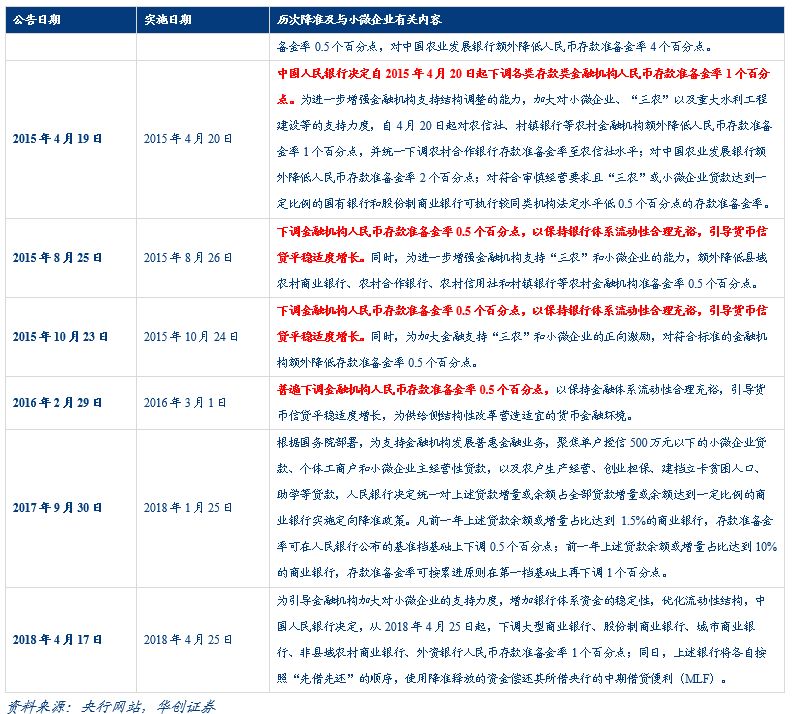 公告日期 实施日期 历次降准及与小微企业有关内容
备金率 0.5 个百分点，对中国农业发展银行额外降低人民币存款准备金率 4 个百分点。
中国人民银行决定自 2015 年 4 月 20 日起下调各类存款类金融机构人民币存款准备金率 1 个百分
点。为进一步增强金融机构支持结构调整的能力，加大对小微企业、“三农”以及重大水利工程
建设等的支持力度，自 4 月 20 日起对农信社、村镇银行等农村金融机构额外降低人民币存款准备
2015 年 4 月 19 日 2015 年 4 月 20 日 金率 1 个百分点，并统一下调农村合作银行存款准备金率至农信社水平；对中国农业发展银行额
外降低人民币存款准备金率 2 个百分点；对符合审慎经营要求且“三农”或小微企业贷款达到一
定比例的国有银行和股份制商业银行可执行较同类机构法定水平低 0.5 个百分点的存款准备金率。
下调金融机构人民币存款准备金率 0.5 个百分点，以保持银行体系流动性合理充裕，引导货币信
2015 年 8 月 25 日 2015 年 8 月 26 日 贷平稳适度增长。同时，为进一步增强金融机构支持“三农”和小微企业的能力，额外降低县域
农村商业银行、农村合作银行、农村信用社和村镇银行等农村金融机构准备金率 0.5 个百分点。
下调金融机构人民币存款准备金率 0.5 个百分点，以保持银行体系流动性合理充裕，引导货币信
2015 年 10 月 23 日 2015 年 10 月 24 日 贷平稳适度增长。同时，为加大金融支持“三农”和小微企业的正向激励，对符合标准的金融机
构额外降低存款准备金率 0.5 个百分点。
2016 年 2 月 29 日 2016 年 3 月 1 日 普遍下调金融机构人民币存款准备金率 0.5 个百分点，以保持金融体系流动性合理充裕，引导货
币信贷平稳适度增长，为供给侧结构性改革营造适宜的货币金融环境。
根据国务院部署，为支持金融机构发展普惠金融业务，聚焦单户授信 500 万元以下的小微企业贷
款、个体工商户和小微企业主经营性贷款，以及农户生产经营、创业担保、建档立卡贫困人口、
助学等贷款，人民银行决定统一对上述贷款增量或余额占全部贷款增量或余额达到一定比例的商
2017 年 9 月 30 日 2018 年 1 月 25 日 业银行实施定向降准政策。凡前一年上述贷款余额或增量占比达到 1.5%的商业银行，存款准备金
率可在人民银行公布的基准档基础上下调 0.5 个百分点；前一年上述贷款余额或增量占比达到 10%
的商业银行，存款准备金率可按累进原则在第一档基础上再下调 1 个百分点。
为引导金融机构加大对小微企业的支持力度，增加银行体系资金的稳定性，优化流动性结构，中
2018 年 4 月 17 日 2018 年 4 月 25 日 国人民银行决定，从 2018 年 4 月 25 日起，下调大型商业银行、股份制商业银行、城市商业银
行、非县域农村商业银行、外资银行人民币存款准备金率 1 个百分点；同日，上述银行将各自按
照“先借先还”的顺序，使用降准释放的资金偿还其所借央行的中期借贷便利（MLF）。
资料来源：央行网站，华创证券